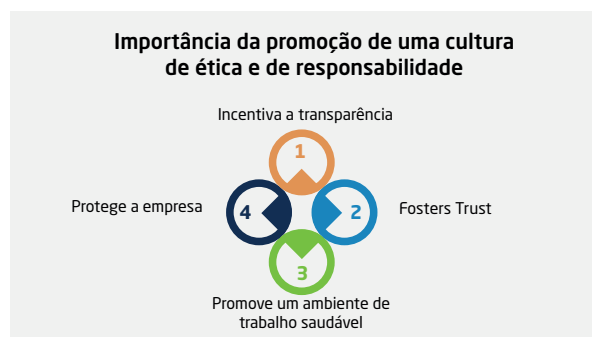 Importância da promoção de uma cultura
de ética e de responsabilidade
Incentiva a transparência
1
Protege a empresa
4
2
Fosters Trust
3
Promove um ambiente de
trabalho saudável